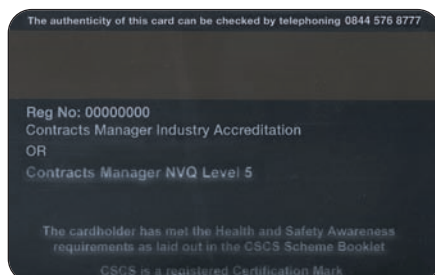 The authenticity of this card can be checked by telephoning 0844 576 8777
Reg No: 00000000
Contracts Manager Industry Accreditation
OR
Contracts Manager NVQ Level 5
The cardholder has met the Health and Safety Awareness
requirements as laid out in the CSCS Scheme Booklet
CSCS is a registered Certification Mark